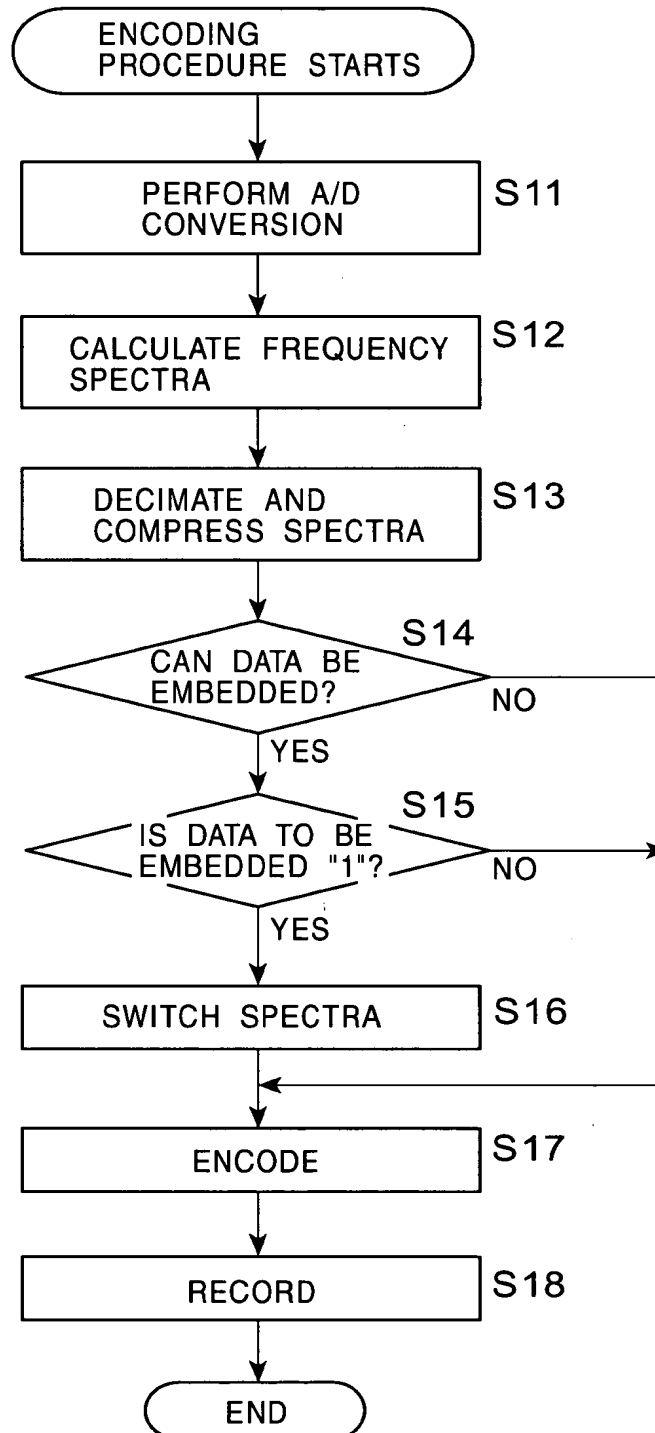 ENCODING
PROCEDURE STARTS
PERFORM A/D
CONVERSION
S11
CALCULATE FREQUENCY
SPECTRA
S12
DECIMATE AND
COMPRESS SPECTRA
S13
S14
CAN DATA BE
EMBEDDED?
NO
YES
S15
IS DATA TO BE
EMBEDDED "1"?
NO
YES
SWITCH SPECTRA
S16
ENCODE
S17
RECORD
S18
END